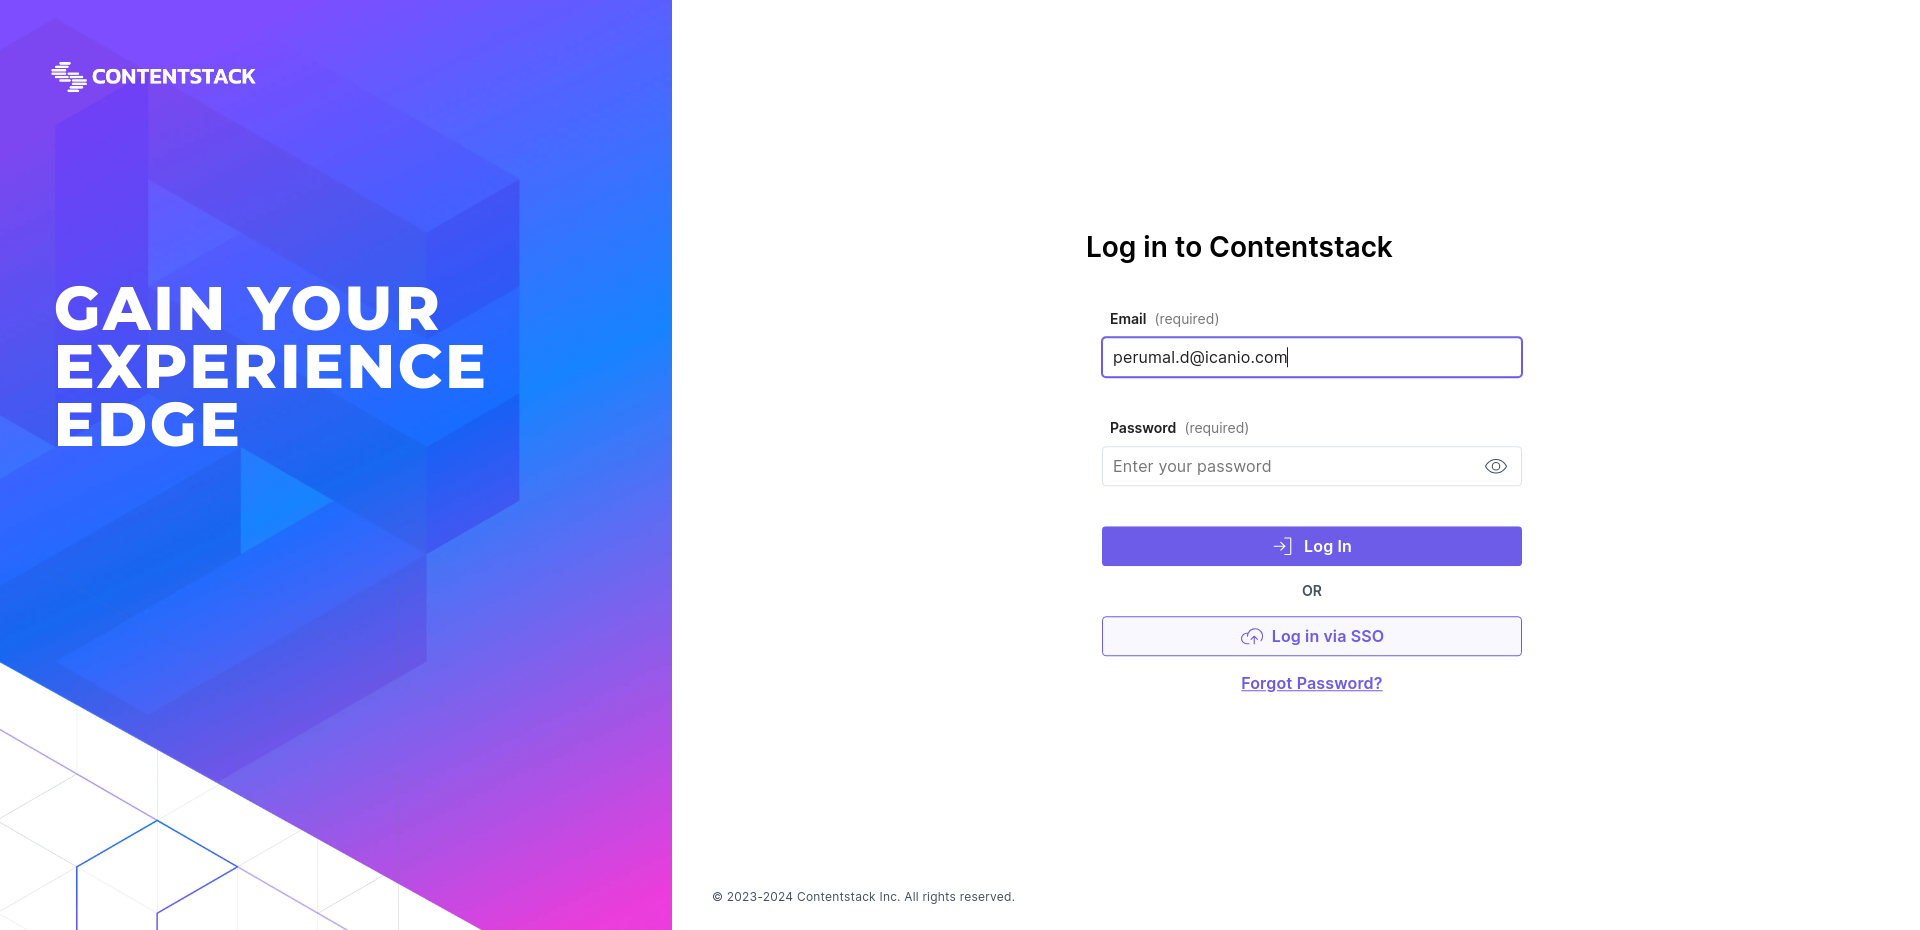 CONTENTSTACK
GAIN YOUR
EXPERIENCE
EDGE
Log in to Contentstack
Email (required)
perumal.d@icanio.com
Password (required)
Enter your password
Log In
OR
Log in via SSO
Forgot Password?
© 2023-2024 Contentstack Inc. All rights reserved.